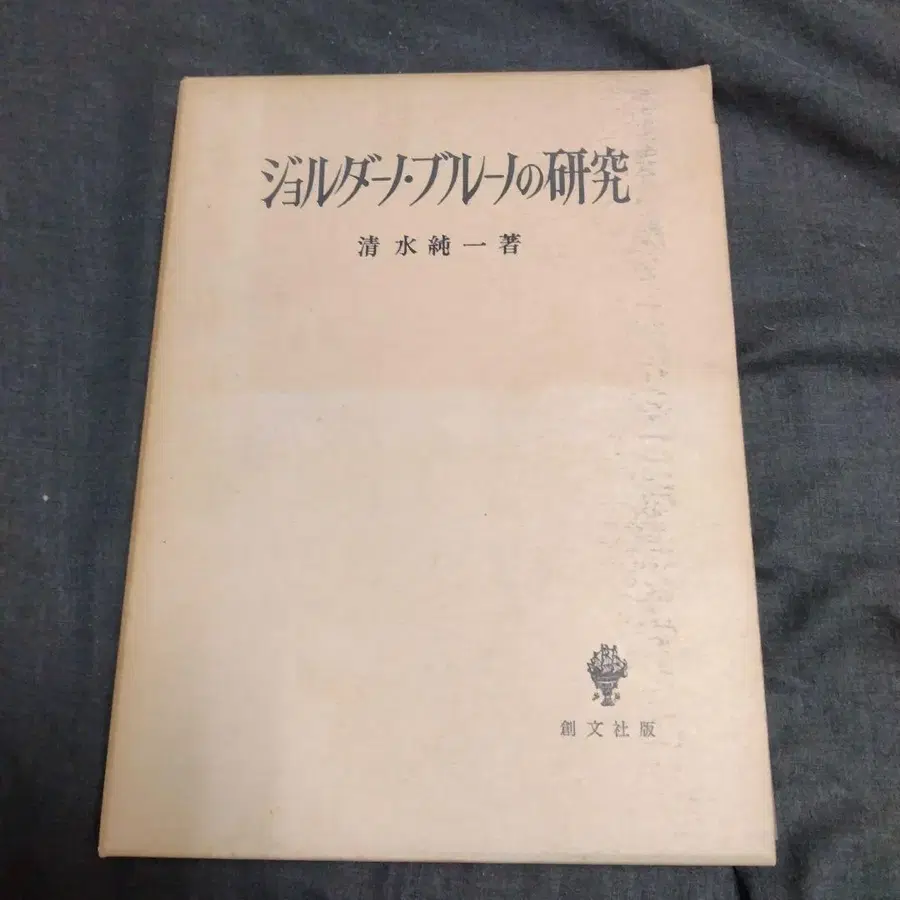 ジョルダーノ・ブルーノの研究
清水純一著
創文社版